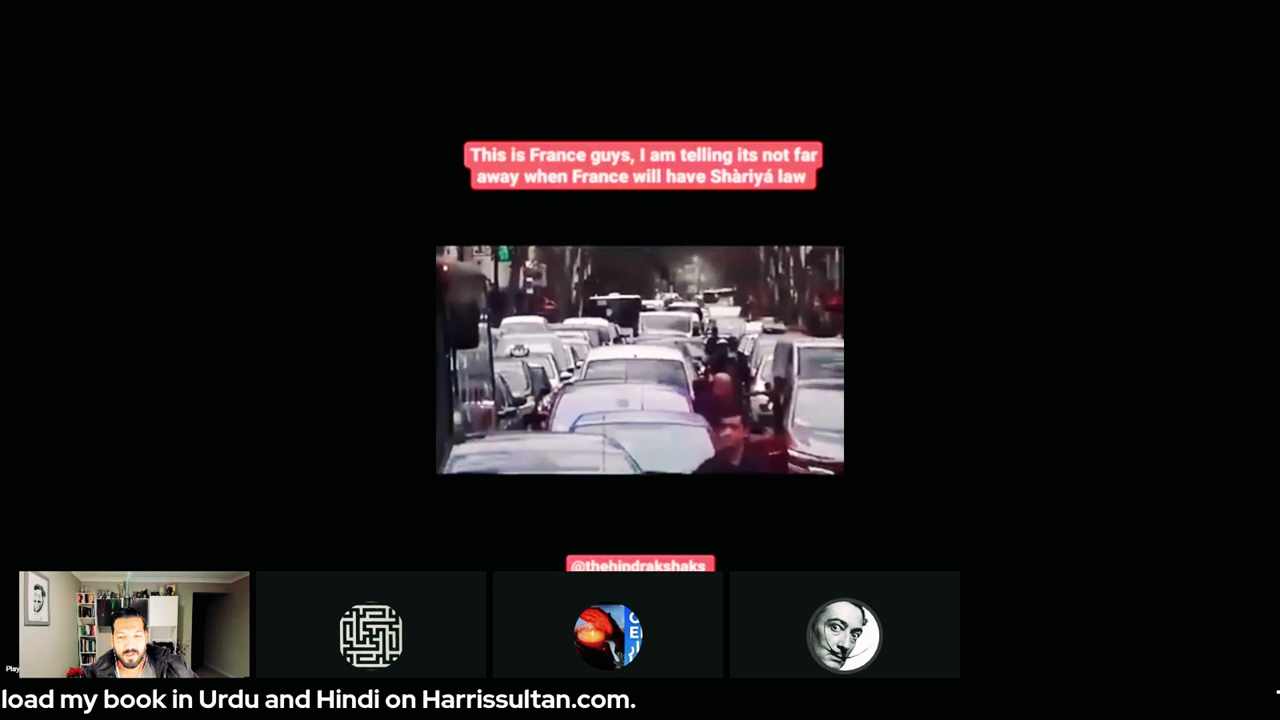 This is France guys, I am telling its not far
away when France will have Shàriyá law
@thehindrakshaks
Play
load my book in Urdu and Hindi on Harrissultan.com.